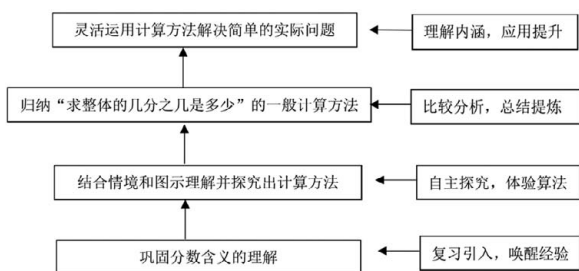 灵活运用计算方法解决简单的实际问题
理解内涵，应用提升
归纳“求整体的几分之几是多少”的一般计算方法
比较分析，总结提炼
结合情境和图示理解并探究出计算方法
自主探究，体验算法
巩固分数含义的理解
复习引入，唤醒经验